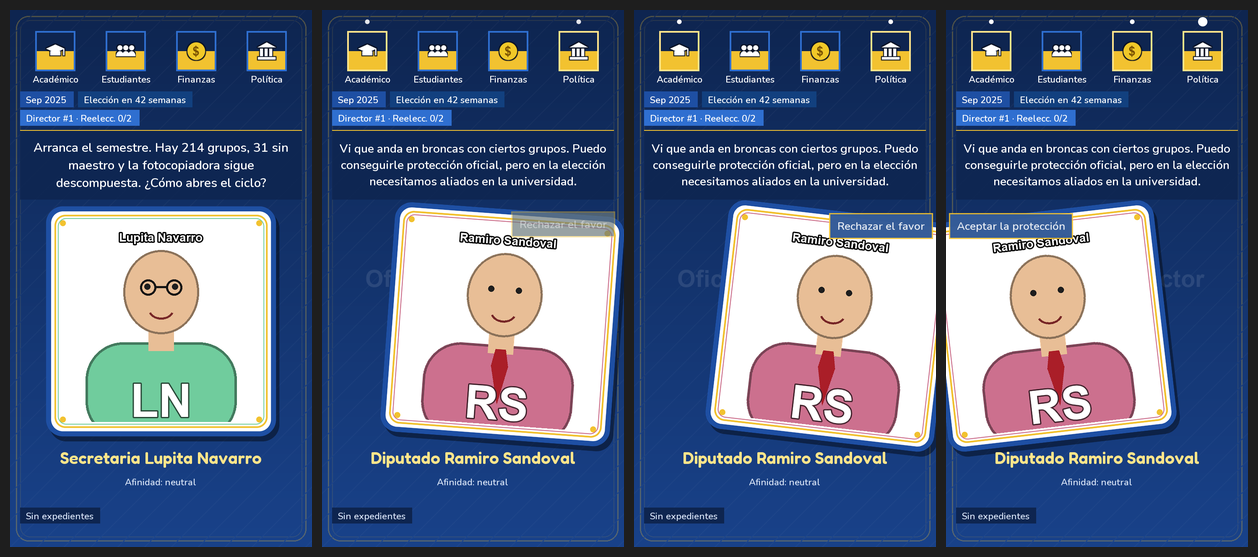 Académico
Estudiantes
Finanzas
Política
Sep 2025
Elección en 42 semanas
Director #1 · Reelecc. 0/2
Arranca el semestre. Hay 214 grupos, 31 sin
maestro y la fotocopiadora sigue
descompuesta. ¿Cómo abres el ciclo?
Lupita Navarro
LN
Secretaria Lupita Navarro
Afinidad: neutral
Sin expedientes
Académico
Estudiantes
Finanzas
Política
Sep 2025
Elección en 42 semanas
Director #1 · Reelecc. 0/2
Vi que anda en broncas con ciertos grupos. Puedo
conseguirle protección oficial, pero en la elección
necesitamos aliados en la universidad.
Rechazar el favor
Ramiro Sandoval
RS
Diputado Ramiro Sandoval
Afinidad: neutral
Sin expedientes
Académico
Estudiantes
Finanzas
Política
Sep 2025
Elección en 42 semanas
Director #1 · Reelecc. 0/2
Vi que anda en broncas con ciertos grupos. Puedo
conseguirle protección oficial, pero en la elección
necesitamos aliados en la universidad.
Rechazar el favor
Ramiro Sandoval
RS
Diputado Ramiro Sandoval
Afinidad: neutral
Sin expedientes
Académico
Estudiantes
Finanzas
Política
Sep 2025
Elección en 42 semanas
Director #1 · Reelecc. 0/2
Vi que anda en broncas con ciertos grupos. Puedo
conseguirle protección oficial, pero en la elección
necesitamos aliados en la universidad.
Aceptar la protección
Ramiro Sandoval
RS
Diputado Ramiro Sandoval
Afinidad: neutral
Sin expedientes